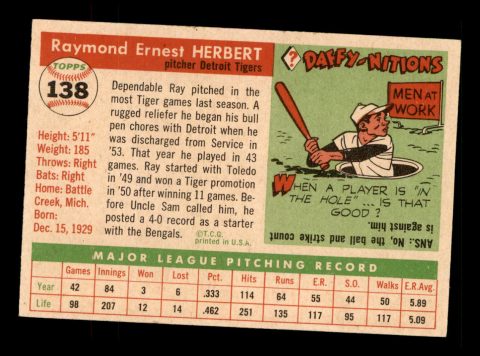 Raymond Ernest HERBERT
pitcher Detroit Tigers
TOPPS
138
Height: 5'11"
Weight: 185
Throws: Right
Bats: Right
Home: Battle
Creek, Mich.
Born:
Dec. 15, 1929
Dependable Ray pitched in the
most Tiger games last season. A
rugged reliefer he began his bull
pen chores with Detroit when he
was discharged from Service in
'53. That year he played in 43
games. Ray started with Toledo
in '49 and won a Tiger promotion
in '50 after winning 11 games. Be-
fore Uncle Sam called him, he
posted a 4-0 record as a starter
with the Bengals.
©T.C.G.
printed in U.S.A.
? DAFFY-NITIONS
MEN AT
WORK
WHEN A PLAYER IS "IN
THE HOLE" ... IS THAT
GOOD?
ANS.: No, the ball and strike count
is against him.
MAJOR LEAGUE PITCHING RECORD
Games Innings Won Lost Pct. Hits Runs E.R. S.O. Walks E.R. Avg.
Year 42 84 3 6 .333 114 64 55 44 50 5.89
Life 98 207 12 14 .462 251 135 117 95 117 5.09